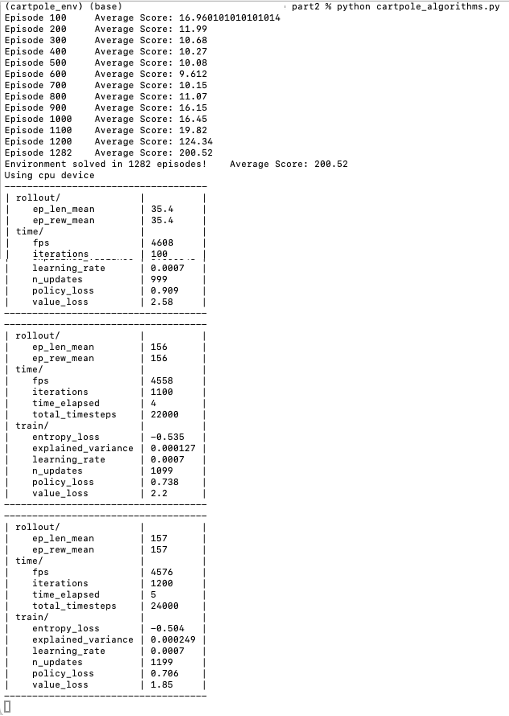 (cartpole_env) (base) part2 % python cartpole_algorithms.py
Episode 100 Average Score: 16.960101010101014
Episode 200 Average Score: 11.99
Episode 300 Average Score: 10.68
Episode 400 Average Score: 10.27
Episode 500 Average Score: 10.08
Episode 600 Average Score: 9.612
Episode 700 Average Score: 10.15
Episode 800 Average Score: 11.07
Episode 900 Average Score: 16.15
Episode 1000 Average Score: 16.45
Episode 1100 Average Score: 19.82
Episode 1200 Average Score: 124.34
Episode 1282 Average Score: 200.52
Environment solved in 1282 episodes! Average Score: 200.52
Using cpu device
------------------------------------
| rollout/ | |
| ep_len_mean | 35.4 |
| ep_rew_mean | 35.4 |
| time/ | |
| fps | 4608 |
| iterations | 100 |
| learning_rate | 0.0007 |
| n_updates | 999 |
| policy_loss | 0.909 |
| value_loss | 2.58 |
------------------------------------
------------------------------------
| rollout/ | |
| ep_len_mean | 156 |
| ep_rew_mean | 156 |
| time/ | |
| fps | 4558 |
| iterations | 1100 |
| time_elapsed | 4 |
| total_timesteps | 22000 |
| train/ | |
| entropy_loss | -0.535 |
| explained_variance | 0.000127 |
| learning_rate | 0.0007 |
| n_updates | 1099 |
| policy_loss | 0.738 |
| value_loss | 2.2 |
------------------------------------
------------------------------------
| rollout/ | |
| ep_len_mean | 157 |
| ep_rew_mean | 157 |
| time/ | |
| fps | 4576 |
| iterations | 1200 |
| time_elapsed | 5 |
| total_timesteps | 24000 |
| train/ | |
| entropy_loss | -0.504 |
| explained_variance | 0.000249 |
| learning_rate | 0.0007 |
| n_updates | 1199 |
| policy_loss | 0.706 |
| value_loss | 1.85 |
------------------------------------